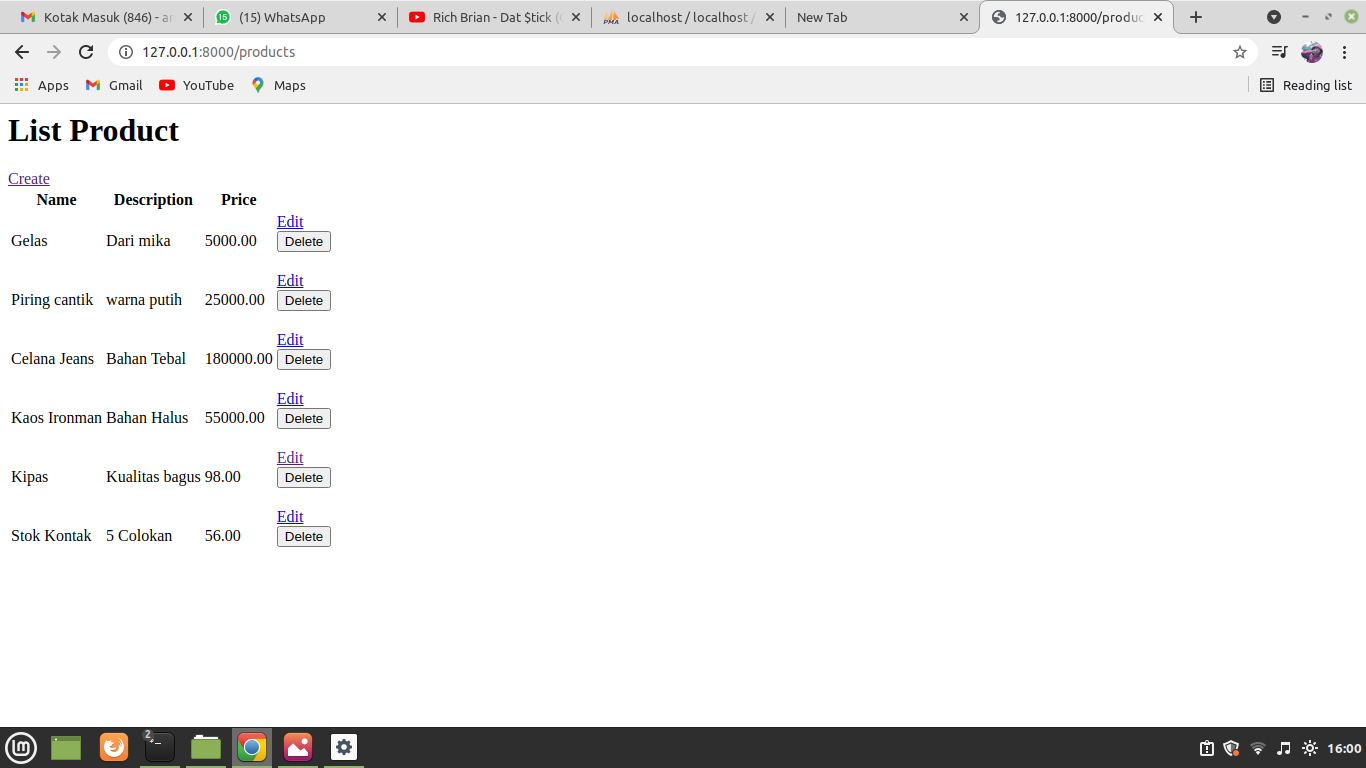 Kotak Masuk (846) - ar
(15) WhatsApp
Rich Brian - Dat $tick (
localhost / localhost /
New Tab
127.0.0.1:8000/produc
127.0.0.1:8000/products
Apps Gmail YouTube Maps Reading list
List Product
Create
Name Description Price
Edit
Gelas Dari mika 5000.00 Delete
Edit
Piring cantik warna putih 25000.00 Delete
Edit
Celana Jeans Bahan Tebal 180000.00 Delete
Edit
Kaos Ironman Bahan Halus 55000.00 Delete
Edit
Kipas Kualitas bagus 98.00 Delete
Edit
Stok Kontak 5 Colokan 56.00 Delete
2
16:00